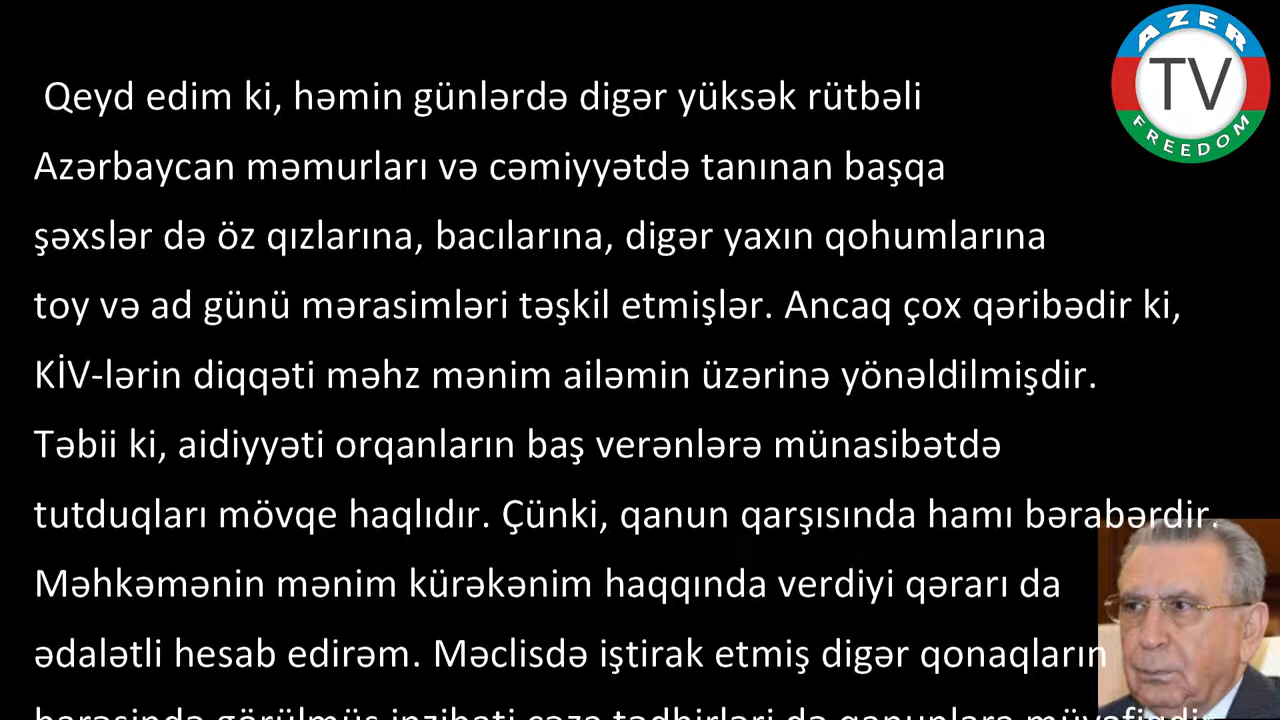 AZER
TV
FREEDOM
Qeyd edim ki, həmin günlərdə digər yüksək rütbəli
Azərbaycan məmurları və cəmiyyətdə tanınan başqa
şəxslər də öz qızlarına, bacılarına, digər yaxın qohumlarına
toy və ad günü mərasimləri təşkil etmişlər. Ancaq çox qəribədir ki,
KİV-lərin diqqəti məhz mənim ailəmin üzərinə yönəldilmişdir.
Təbii ki, aidiyyəti orqanların baş verənlərə münasibətdə
tutduqları mövqe haqlıdır. Çünki, qanun qarşısında hamı bərabərdir.
Məhkəmənin mənim kürəkənim haqqında verdiyi qərarı da
ədalətli hesab edirəm. Məclisdə iştirak etmiş digər qonaqların